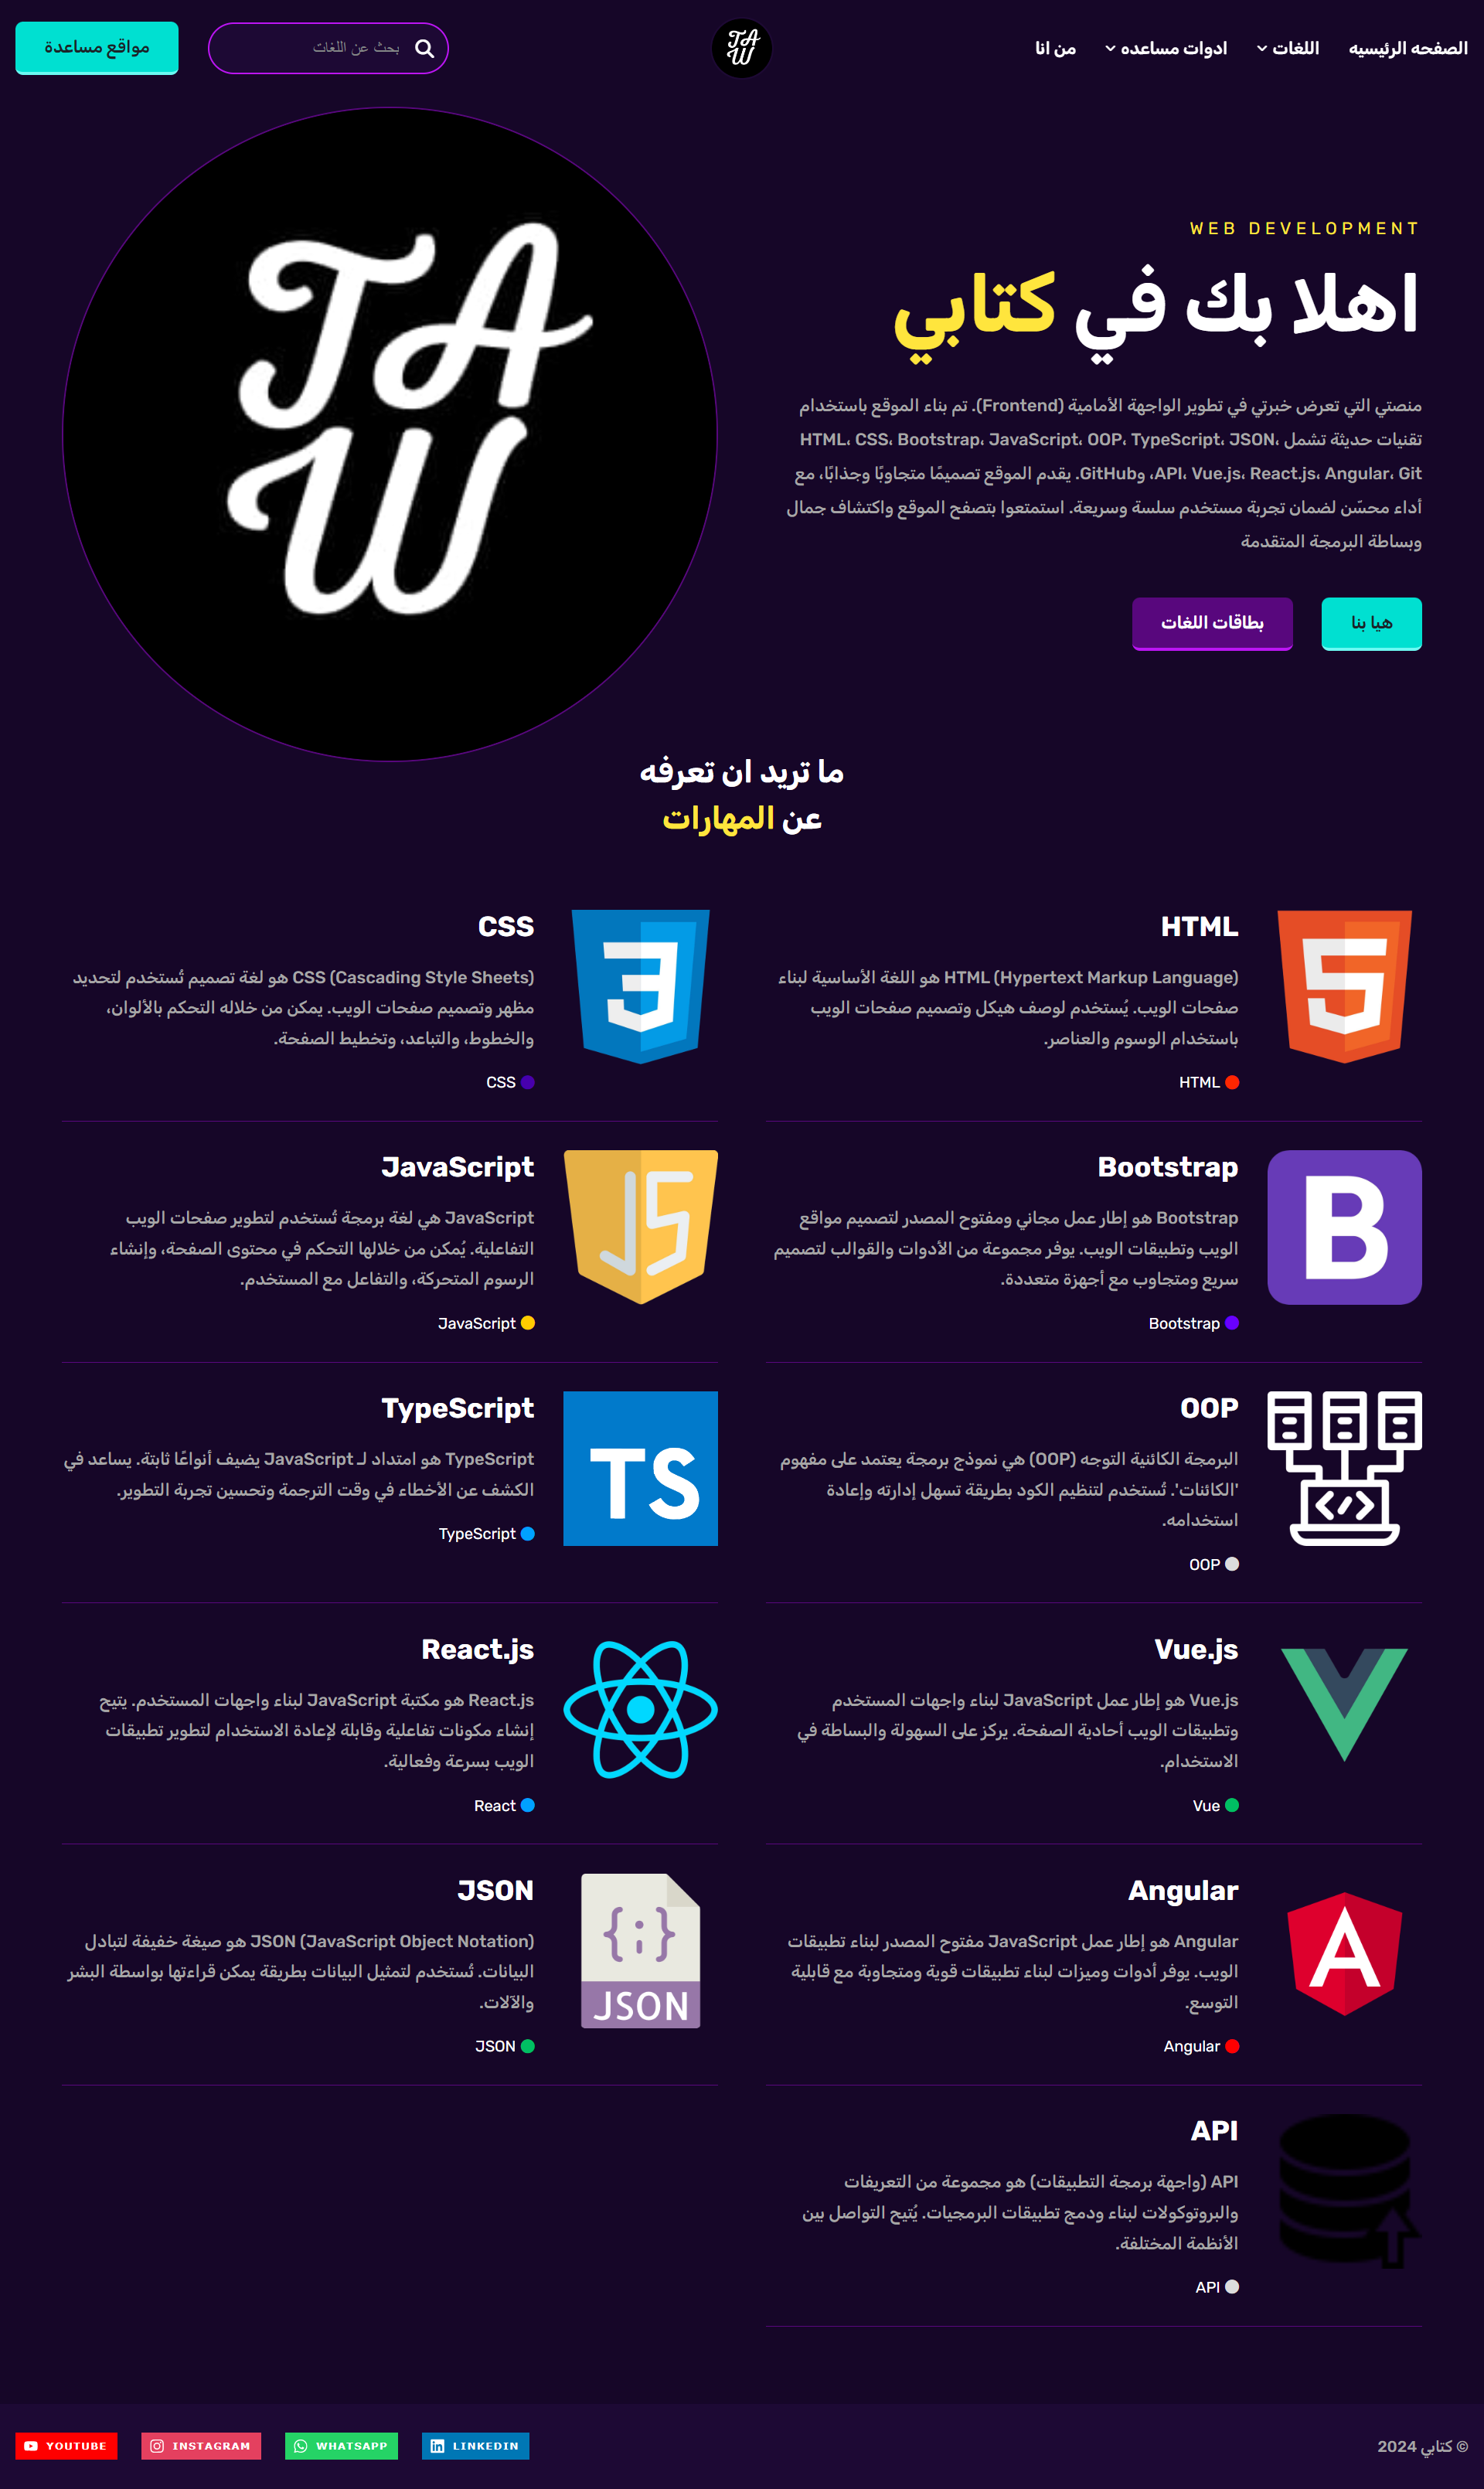 الصفحه الرئيسيه
اللغات
ادوات مساعده
من انا
TAW
بحث عن اللغات
مواقع مساعدة
WEB DEVELOPMENT
اهلا بك في كتابي
منصتي التي تعرض خبرتي في تطوير الواجهة الأمامية (Frontend). تم بناء الموقع باستخدام
تقنيات حديثة تشمل HTML، CSS، Bootstrap، JavaScript، OOP، TypeScript، JSON،
API، Vue.js، React.js، Angular، Git، وGitHub. يقدم الموقع تصميمًا متجاوبًا وجذابًا، مع
أداء محسّن لضمان تجربة مستخدم سلسة وسريعة. استمتعوا بتصفح الموقع واكتشاف جمال
وبساطة البرمجة المتقدمة
هيا بنا
بطاقات اللغات
TAW
ما تريد ان تعرفه
عن المهارات
HTML
HTML (Hypertext Markup Language) هو اللغة الأساسية لبناء
صفحات الويب. يُستخدم لوصف هيكل وتصميم صفحات الويب
باستخدام الوسوم والعناصر.
HTML
CSS
CSS (Cascading Style Sheets) هو لغة تصميم تُستخدم لتحديد
مظهر وتصميم صفحات الويب. يمكن من خلاله التحكم بالألوان،
والخطوط، والتباعد، وتخطيط الصفحة.
CSS
B
Bootstrap
Bootstrap هو إطار عمل مجاني ومفتوح المصدر لتصميم مواقع
الويب وتطبيقات الويب. يوفر مجموعة من الأدوات والقوالب لتصميم
سريع ومتجاوب مع أجهزة متعددة.
Bootstrap
JS
JavaScript
JavaScript هي لغة برمجة تُستخدم لتطوير صفحات الويب
التفاعلية. يُمكن من خلالها التحكم في محتوى الصفحة، وإنشاء
الرسوم المتحركة، والتفاعل مع المستخدم.
JavaScript
OOP
البرمجة الكائنية التوجه (OOP) هي نموذج برمجة يعتمد على مفهوم
'الكائنات'. تُستخدم لتنظيم الكود بطريقة تسهل إدارته وإعادة
استخدامه.
OOP
TS
TypeScript
TypeScript هو امتداد لـ JavaScript يضيف أنواعًا ثابتة. يساعد في
الكشف عن الأخطاء في وقت الترجمة وتحسين تجربة التطوير.
TypeScript
Vue.js
Vue.js هو إطار عمل JavaScript لبناء واجهات المستخدم
وتطبيقات الويب أحادية الصفحة. يركز على السهولة والبساطة في
الاستخدام.
Vue
React.js
React.js هو مكتبة JavaScript لبناء واجهات المستخدم. يتيح
إنشاء مكونات تفاعلية وقابلة لإعادة الاستخدام لتطوير تطبيقات
الويب بسرعة وفعالية.
React
A
Angular
Angular هو إطار عمل JavaScript مفتوح المصدر لبناء تطبيقات
الويب. يوفر أدوات وميزات لبناء تطبيقات قوية ومتجاوبة مع قابلية
التوسع.
Angular
{;}
JSON
JSON
JSON (JavaScript Object Notation) هو صيغة خفيفة لتبادل
البيانات. تُستخدم لتمثيل البيانات بطريقة يمكن قراءتها بواسطة البشر
والآلات.
JSON
API
API (واجهة برمجة التطبيقات) هو مجموعة من التعريفات
والبروتوكولات لبناء ودمج تطبيقات البرمجيات. يُتيح التواصل بين
الأنظمة المختلفة.
API
© كتابي 2024
LINKEDIN
WHATSAPP
INSTAGRAM
YOUTUBE